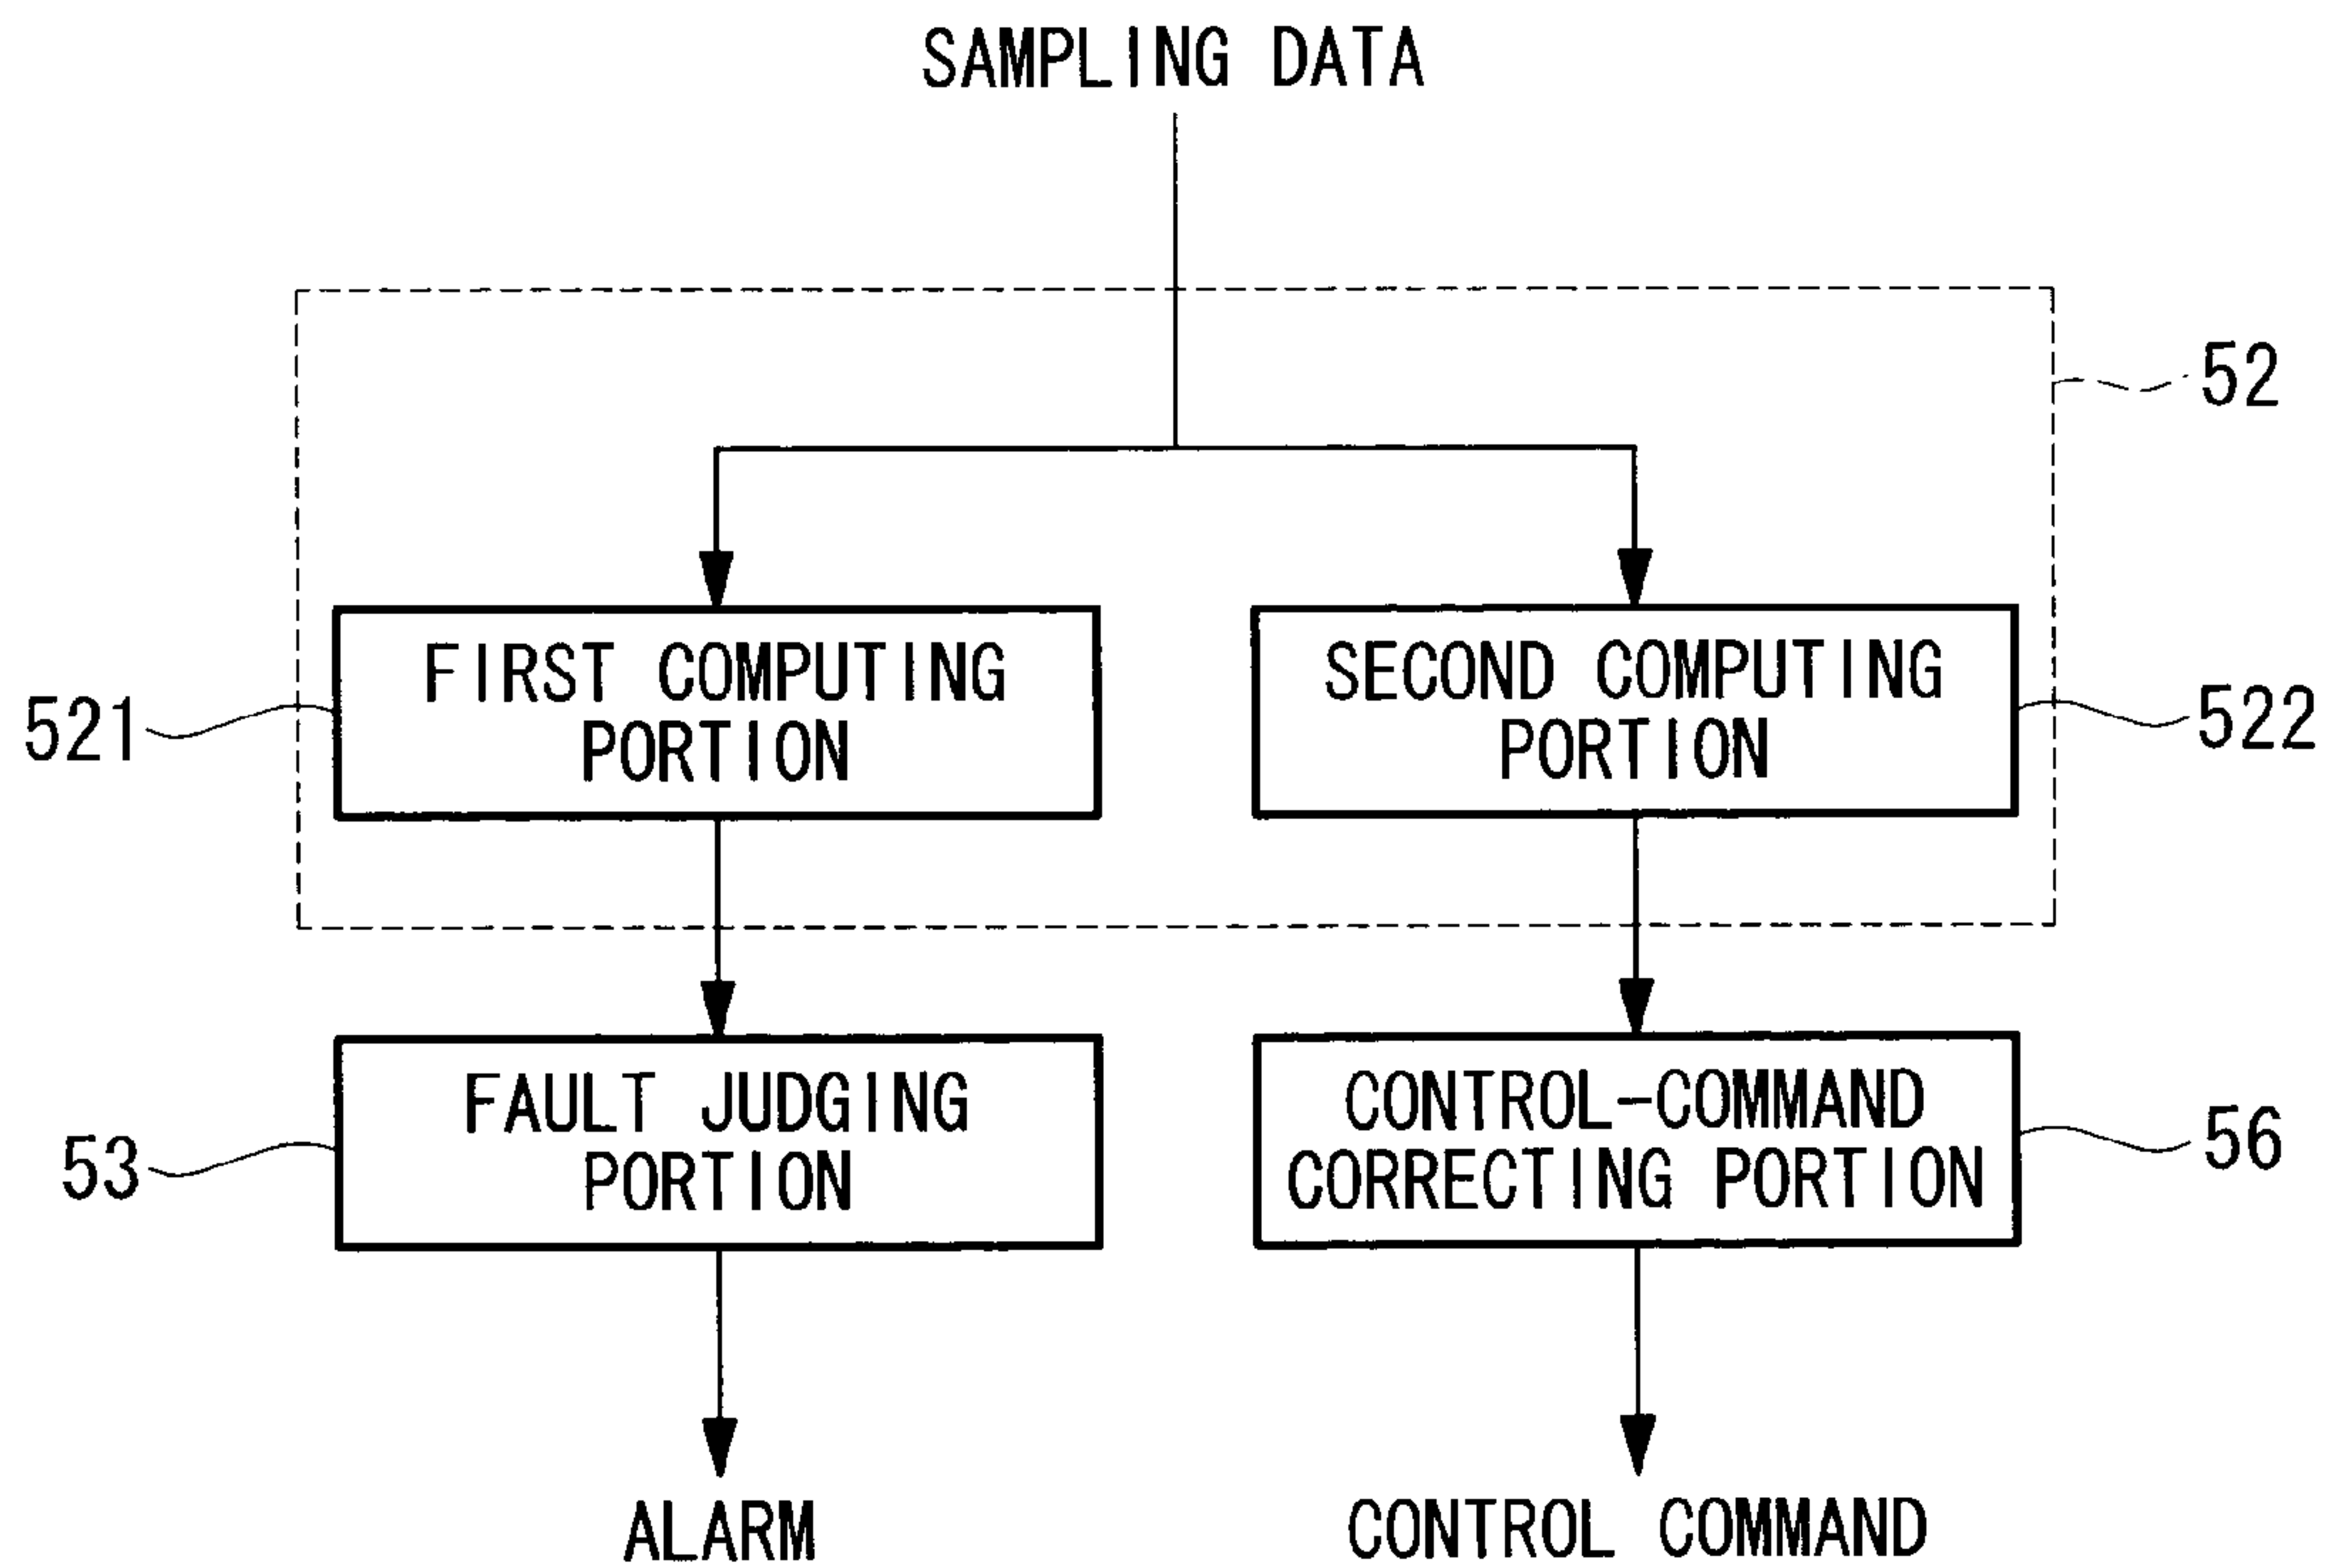 SAMPLING DATA
52
FIRST COMPUTING
PORTION
SECOND COMPUTING
PORTION
521
522
FAULT JUDGING
PORTION
CONTROL-COMMAND
CORRECTING PORTION
53
56
ALARM
CONTROL COMMAND